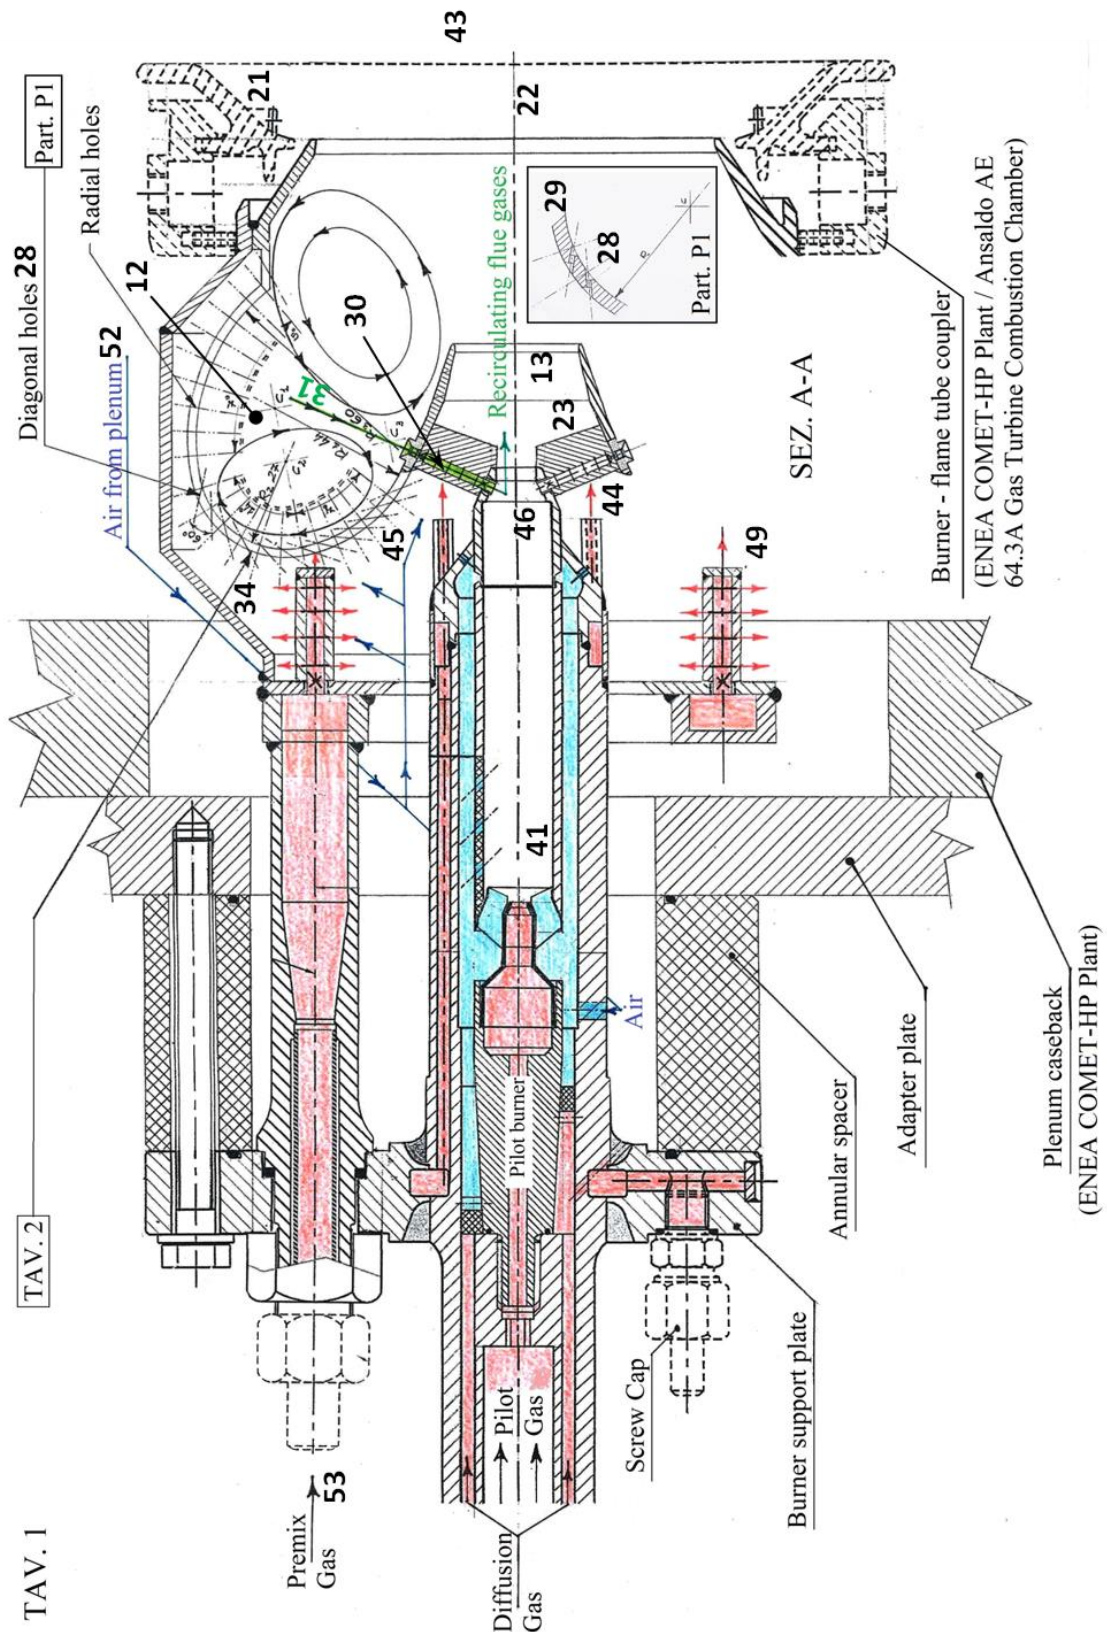 TAV. 1
TAV. 2
Part. P1
Diagonal holes 28
Radial holes
Air from plenum 52
12
21
43
22
34
31
30
45
46
13
23
44
49
41
53
Recirculating flue gases
29
28
Part. P1
SEZ. A-A
Burner - flame tube coupler
(ENEA COMET-HP Plant / Ansaldo AE
64.3A Gas Turbine Combustion Chamber)
Premix
Gas
Diffusion
Gas
Pilot
Gas
Pilot burner
Air
Screw Cap
Burner support plate
Annular spacer
Adapter plate
Plenum caseback
(ENEA COMET-HP Plant)